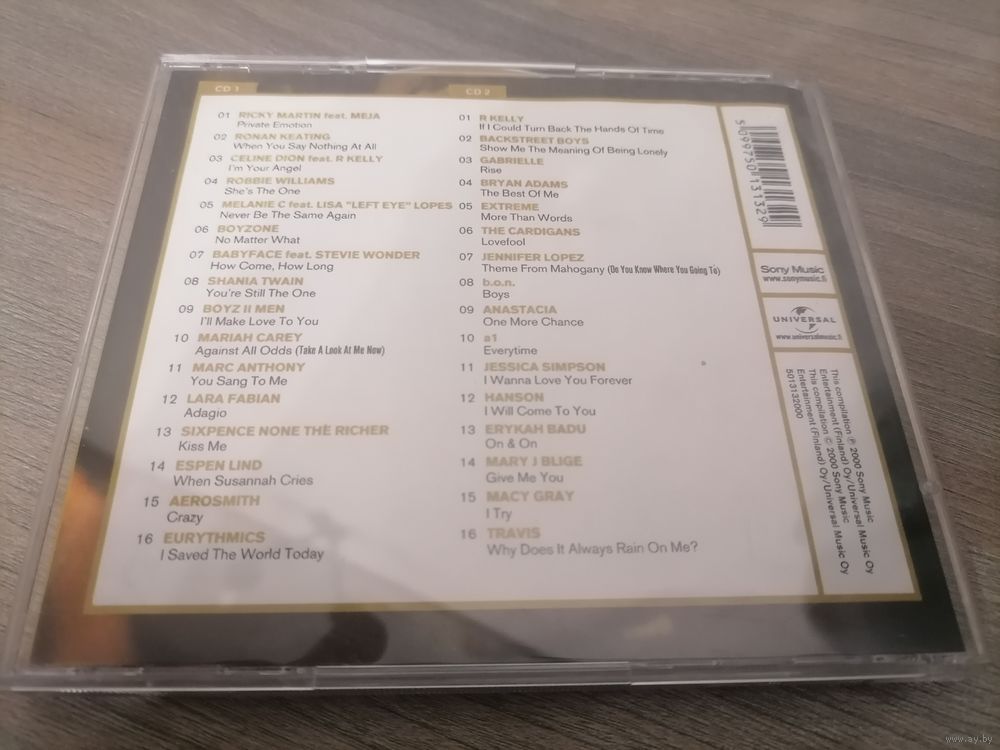 CD 1
01 RICKY MARTIN feat. MEJA
Private Emotion
02 RONAN KEATING
When You Say Nothing At All
03 CELINE DION feat. R KELLY
I'm Your Angel
04 ROBBIE WILLIAMS
She's The One
05 MELANIE C feat. LISA "LEFT EYE" LOPES
Never Be The Same Again
06 BOYZONE
No Matter What
07 BABYFACE feat. STEVIE WONDER
How Come, How Long
08 SHANIA TWAIN
You're Still The One
09 BOYZ II MEN
I'll Make Love To You
10 MARIAH CAREY
Against All Odds (Take A Look At Me Now)
11 MARC ANTHONY
You Sang To Me
12 LARA FABIAN
Adagio
13 SIXPENCE NONE THE RICHER
Kiss Me
14 ESPEN LIND
When Susannah Cries
15 AEROSMITH
Crazy
16 EURYTHMICS
I Saved The World Today
CD 2
01 R KELLY
If I Could Turn Back The Hands Of Time
02 BACKSTREET BOYS
Show Me The Meaning Of Being Lonely
03 GABRIELLE
Rise
04 BRYAN ADAMS
The Best Of Me
05 EXTREME
More Than Words
06 THE CARDIGANS
Lovefool
07 JENNIFER LOPEZ
Theme From Mahogany (Do You Know Where You Going To)
08 b.o.n.
Boys
09 ANASTACIA
One More Chance
10 a1
Everytime
11 JESSICA SIMPSON
I Wanna Love You Forever
12 HANSON
I Will Come To You
13 ERYKAH BADU
On & On
14 MARY J BLIGE
Give Me You
15 MACY GRAY
I Try
16 TRAVIS
Why Does It Always Rain On Me?
5099750131329
Sony Music
www.sonymusic.fi
UNIVERSAL
www.universalmusic.fi
This compilation ℗ 2000 Sony Music
Entertainment (Finland) Oy/Universal Music Oy
This compilation © 2000 Sony Music
Entertainment (Finland) Oy/Universal Music Oy
5013132000
www.ay.by